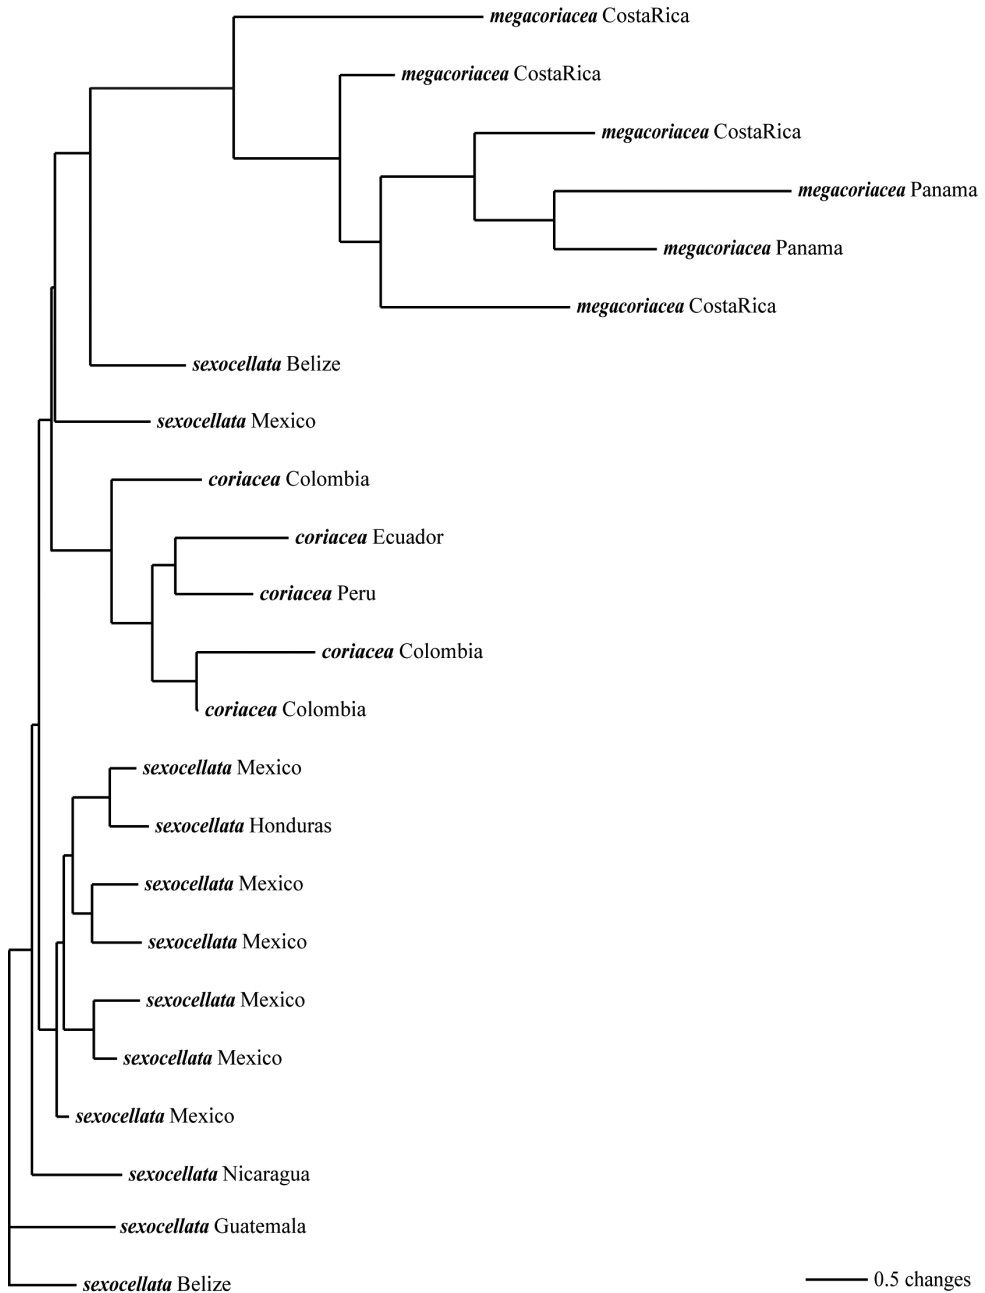 megacoriacea CostaRica
megacoriacea CostaRica
megacoriacea CostaRica
megacoriacea Panama
megacoriacea Panama
megacoriacea CostaRica
sexocellata Belize
sexocellata Mexico
coriacea Colombia
coriacea Ecuador
coriacea Peru
coriacea Colombia
coriacea Colombia
sexocellata Mexico
sexocellata Honduras
sexocellata Mexico
sexocellata Mexico
sexocellata Mexico
sexocellata Mexico
sexocellata Mexico
sexocellata Nicaragua
sexocellata Guatemala
sexocellata Belize
0.5 changes